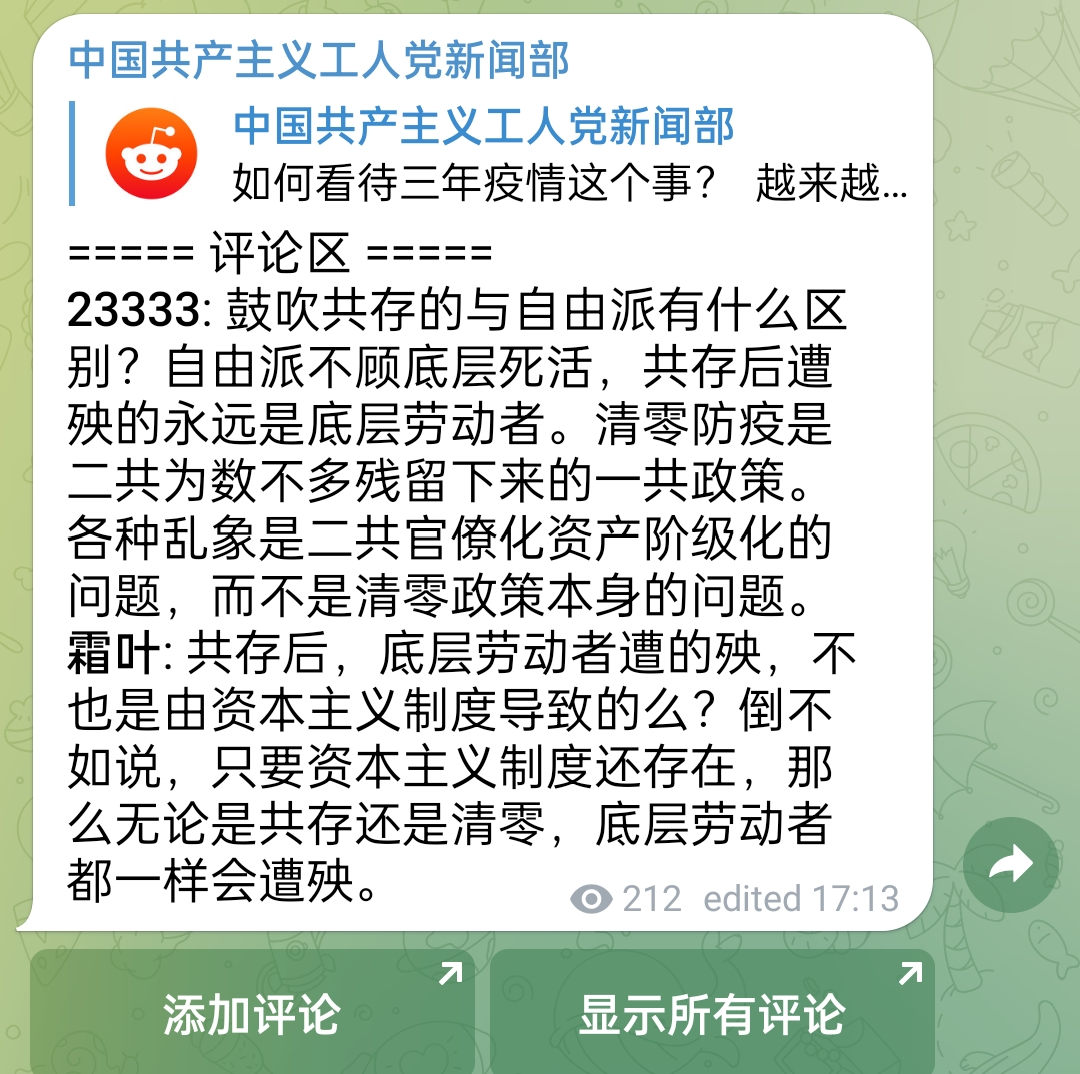 中国共产主义工人党新闻部
中国共产主义工人党新闻部
如何看待三年疫情这个事？ 越来越...
===== 评论区 =====
23333: 鼓吹共存的与自由派有什么区
别？自由派不顾底层死活，共存后遭
殃的永远是底层劳动者。清零防疫是
二共为数不多残留下来的一共政策。
各种乱象是二共官僚化资产阶级化的
问题，而不是清零政策本身的问题。
霜叶: 共存后，底层劳动者遭的殃，不
也是由资本主义制度导致的么？倒不
如说，只要资本主义制度还存在，那
么无论是共存还是清零，底层劳动者
都一样会遭殃。
212 edited 17:13
添加评论
显示所有评论